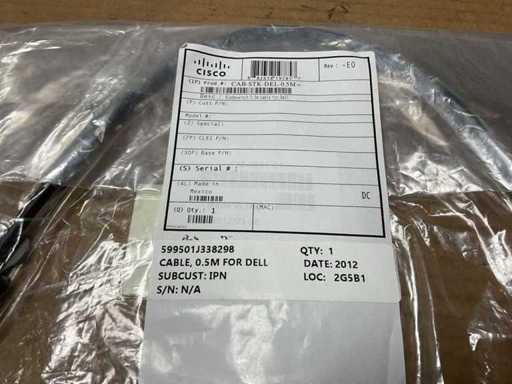 CISCO
Rev: -E0
(1P) Prod #: CAB-STK-DEL-0.5M=
(P) Cust P/N:
Model #:
(Z) Special:
(7P) CLEI P/N:
(30P) Base P/N:
(S) Serial #:
(4L) Made in
Mexico
DC
(Q) Qty.: 1
(MAC)
599501J338298 QTY: 1
CABLE, 0.5M FOR DELL DATE: 2012
SUBCUST: IPN LOC: 2G5B1
S/N: N/A